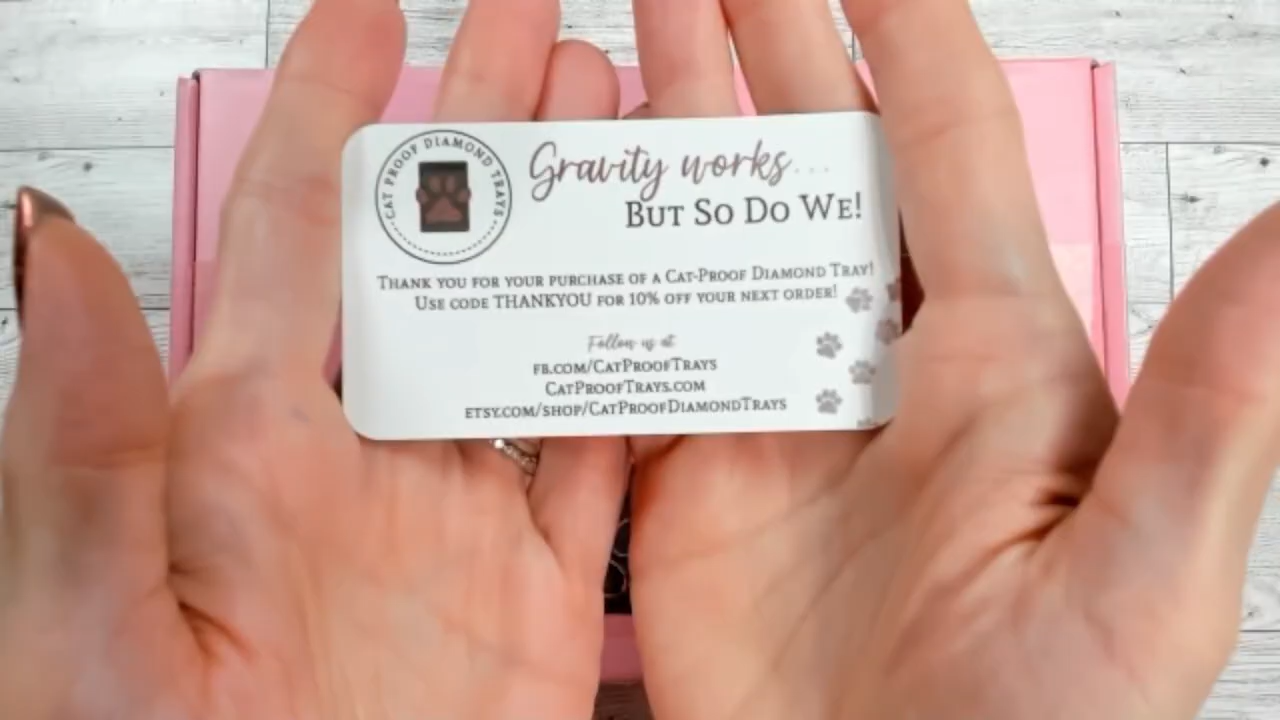 CAT PROOF DIAMOND TRAYS
Gravity works...
BUT SO DO WE!
THANK YOU FOR YOUR PURCHASE OF A CAT-PROOF DIAMOND TRAY!
USE CODE THANKYOU FOR 10% OFF YOUR NEXT ORDER!
Follow us at
FB.COM/CATPROOFTRAYS
CATPROOFTRAYS.COM
ETSY.COM/SHOP/CATPROOFDIAMONDTRAYS